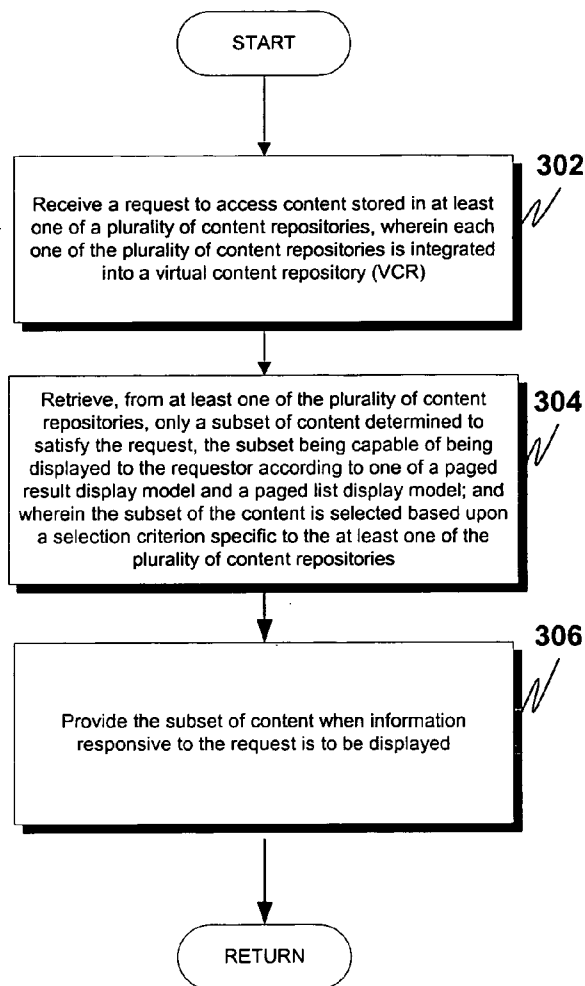 START
302
Receive a request to access content stored in at least
one of a plurality of content repositories, wherein each
one of the plurality of content repositories is integrated
into a virtual content repository (VCR)
304
Retrieve, from at least one of the plurality of content
repositories, only a subset of content determined to
satisfy the request, the subset being capable of being
displayed to the requestor according to one of a paged
result display model and a paged list display model; and
wherein the subset of the content is selected based upon
a selection criterion specific to the at least one of the
plurality of content repositories
306
Provide the subset of content when information
responsive to the request is to be displayed
RETURN